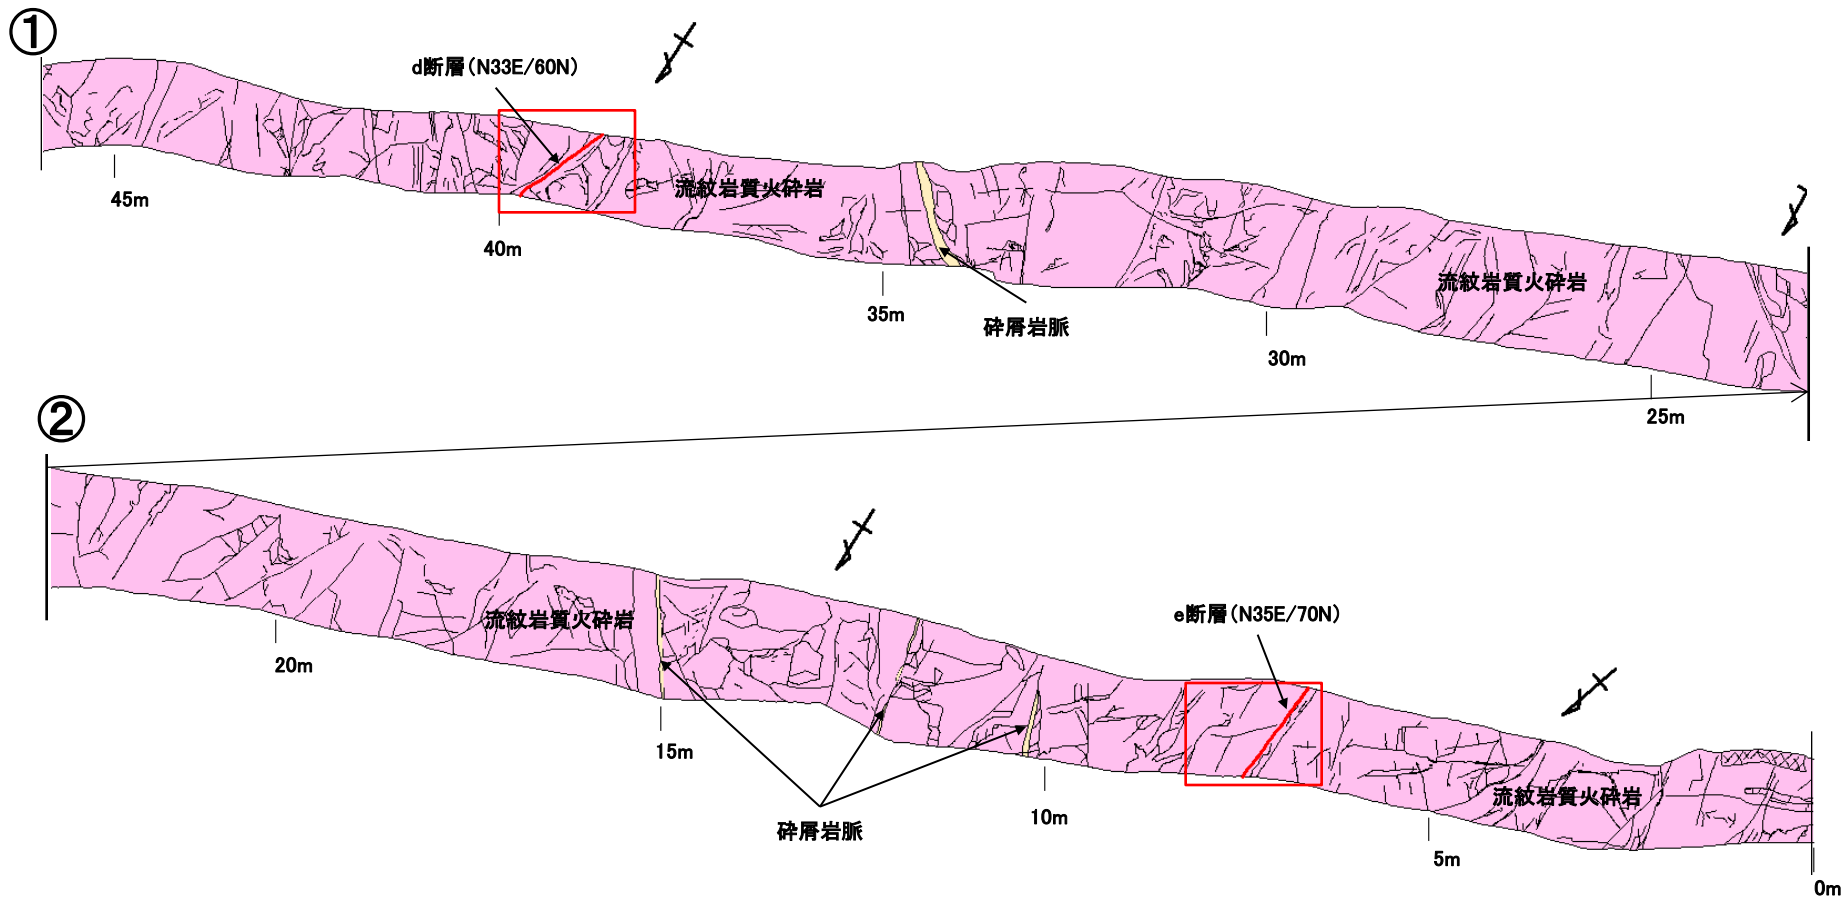 ①
d断層(N33E/60N)
流紋岩質火砕岩
45m
40m
35m
砕屑岩脈
流紋岩質火砕岩
30m
25m
②
流紋岩質火砕岩
e断層(N35E/70N)
20m
15m
砕屑岩脈
10m
流紋岩質火砕岩
5m
0m